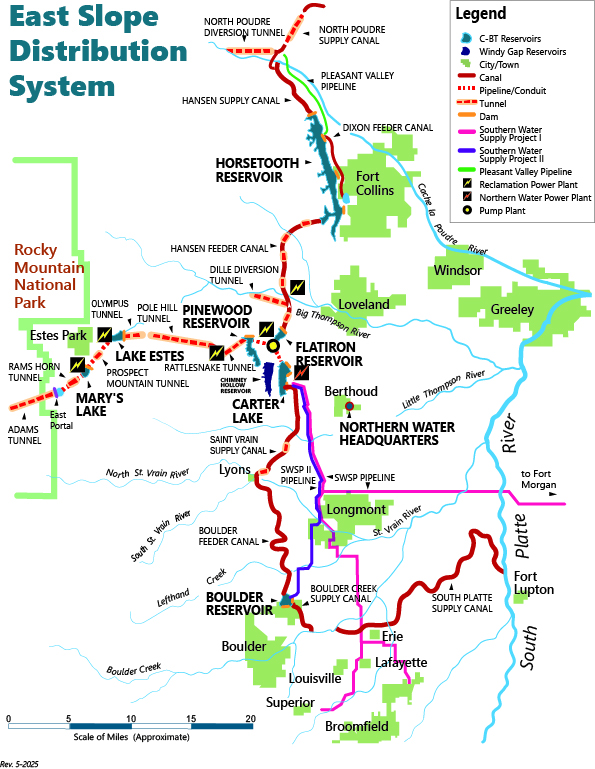 East Slope
Distribution
System
NORTH POUDRE
DIVERSION TUNNEL
NORTH POUDRE
SUPPLY CANAL
PLEASANT VALLEY
PIPELINE
HANSEN SUPPLY CANAL
DIXON FEEDER CANAL
HORSETOOTH
RESERVOIR
Fort
Collins
Legend
C-BT Reservoirs
Windy Gap Reservoirs
City/Town
Canal
Pipeline/Conduit
Tunnel
Dam
Southern Water
Supply Project I
Southern Water
Supply Project II
Pleasant Valley Pipeline
Reclamation Power Plant
Northern Water Power Plant
Pump Plant
Cache la Poudre River
HANSEN FEEDER CANAL
Windsor
Rocky
Mountain
National
Park
DILLE DIVERSION
TUNNEL
Loveland
Greeley
OLYMPUS
TUNNEL
POLE HILL
TUNNEL
PINEWOOD
RESERVOIR
Big Thompson River
Estes Park
LAKE ESTES
FLATIRON
RESERVOIR
RAMS HORN
TUNNEL
PROSPECT
MOUNTAIN TUNNEL
RATTLESNAKE TUNNEL
CHIMNEY
HOLLOW
RESERVOIR
MARY'S
LAKE
CARTER
LAKE
Berthoud
Little Thompson River
ADAMS
TUNNEL
East
Portal
NORTHERN WATER
HEADQUARTERS
SAINT VRAIN
SUPPLY CANAL
River
North St. Vrain River
Lyons
SWSP II
PIPELINE
SWSP PIPELINE
to Fort
Morgan
Longmont
South St. Vrain River
St. Vrain River
Platte
BOULDER
FEEDER CANAL
Lefthand Creek
BOULDER
RESERVOIR
BOULDER CREEK
SUPPLY CANAL
SOUTH PLATTE
SUPPLY CANAL
Fort
Lupton
South
Boulder
Erie
Lafayette
Boulder Creek
Louisville
Superior
Broomfield
0 5 10 15 20
Scale of Miles (Approximate)
Rev. 5-2025